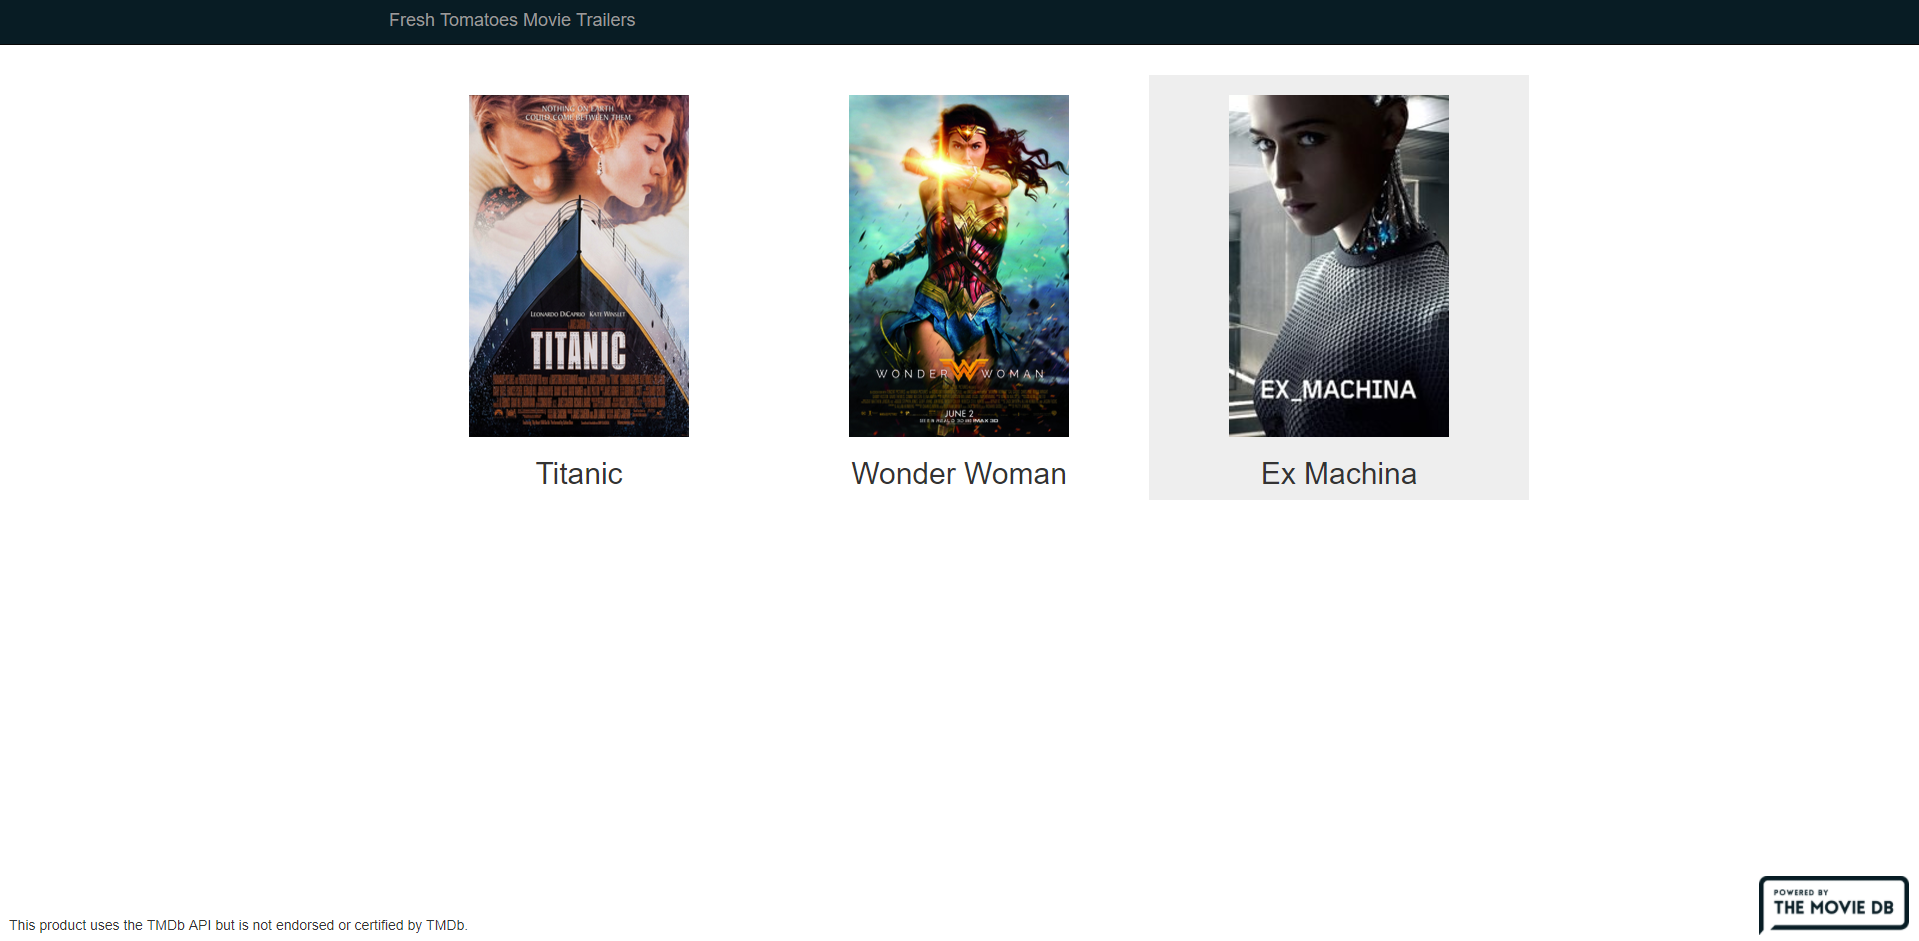 Fresh Tomatoes Movie Trailers
NOTHING ON EARTH
COULD COME BETWEEN THEM.
LEONARDO DICAPRIO KATE WINSLET
TITANIC
WONDER WOMAN
JUNE 2
EX_MACHINA
Titanic
Wonder Woman
Ex Machina
POWERED BY
THE MOVIE DB
This product uses the TMDb API but is not endorsed or certified by TMDb.